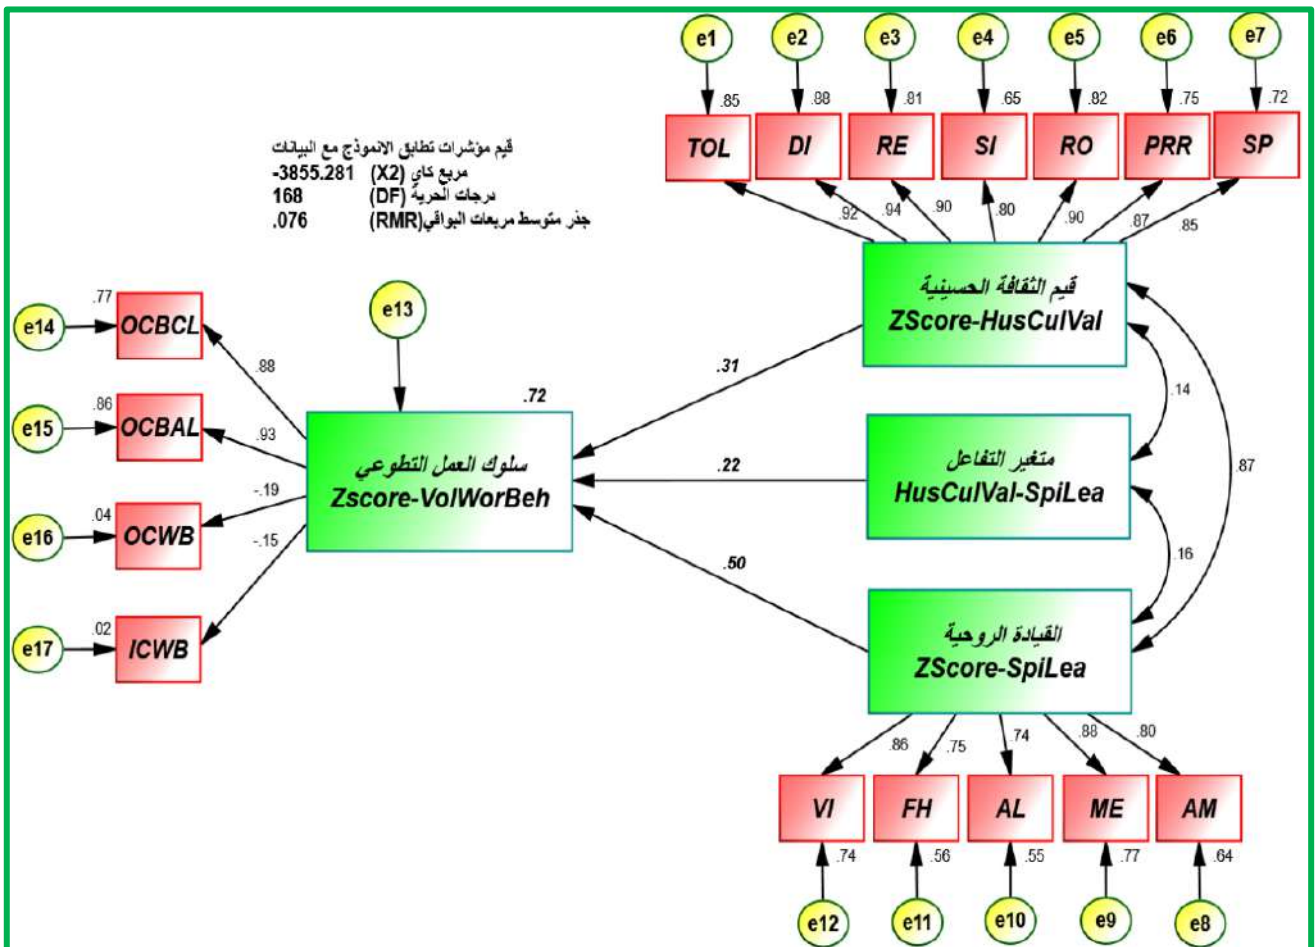 e1 e2 e3 e4 e5 e6 e7
.85 .88 .81 .65 .82 .75 .72
TOL DI RE SI RO PRR SP
.92 .94 .90 .80 .90 .87 .85
قيم مؤشرات تطابق الانموذج مع البيانات
مربع كاي (X2) 3855.281-
درجات الحرية (DF) 168
جذر متوسط مربعات البواقي(RMR) .076
قيم الثقافة الحسينية
ZScore-HusCulVal
e13
.77
e14 OCBCL
.88
.31
.14
.86
e15 OCBAL
.93
.72
سلوك العمل التطوعي
Zscore-VolWorBeh
.22
متغير التفاعل
HusCulVal-SpiLea
.87
-.19
.04
e16 OCWB
-.15
.50
.16
.02
e17 ICWB
القيادة الروحية
ZScore-SpiLea
.86 .75 .74 .88 .80
VI FH AL ME AM
.74 .56 .55 .77 .64
e12 e11 e10 e9 e8